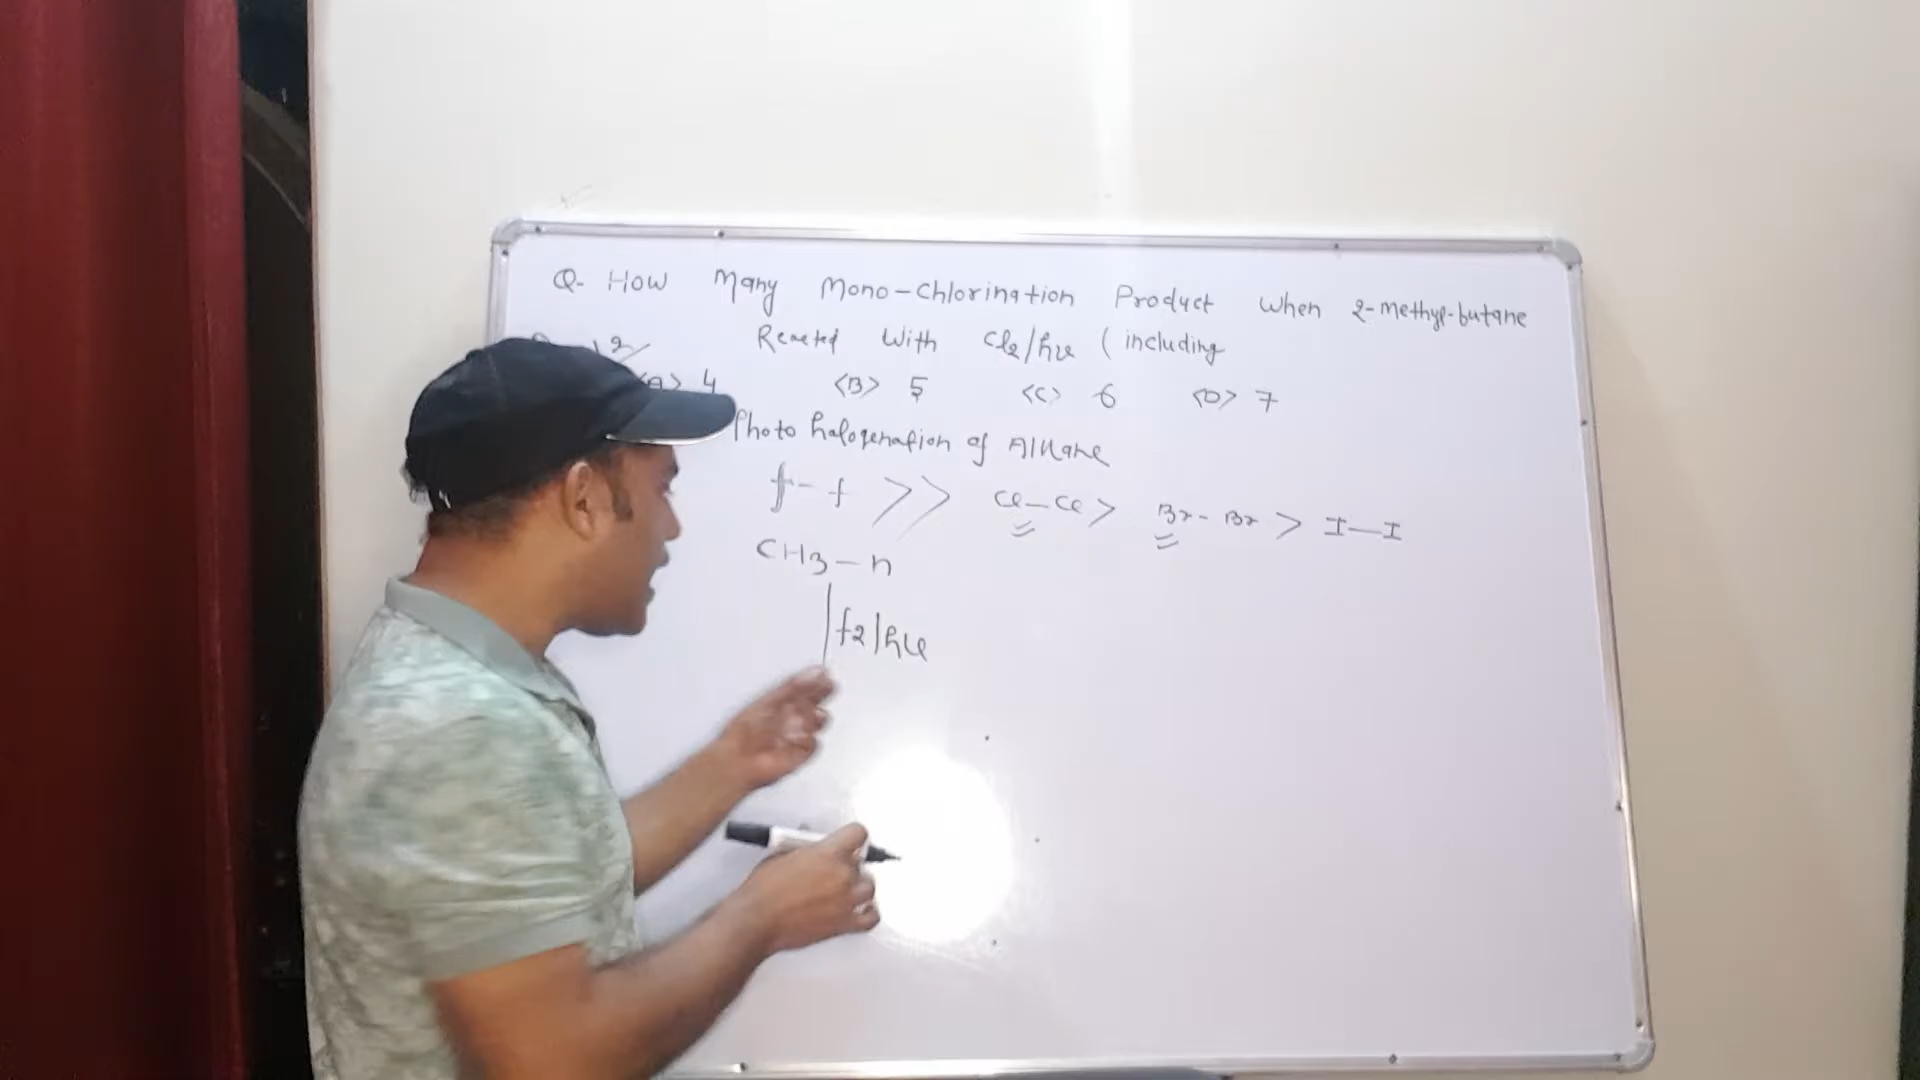 Q- How Many Mono-Chlorination Product When 2-methyl-butane
Reacted With Cl2/hν (including
<A> 4 <B> 5 <C> 6 <D> 7
Photo halogenation of Alkane
f-f >> Cl-Cl > Br-Br > I-I
CH3-H
f2/hν